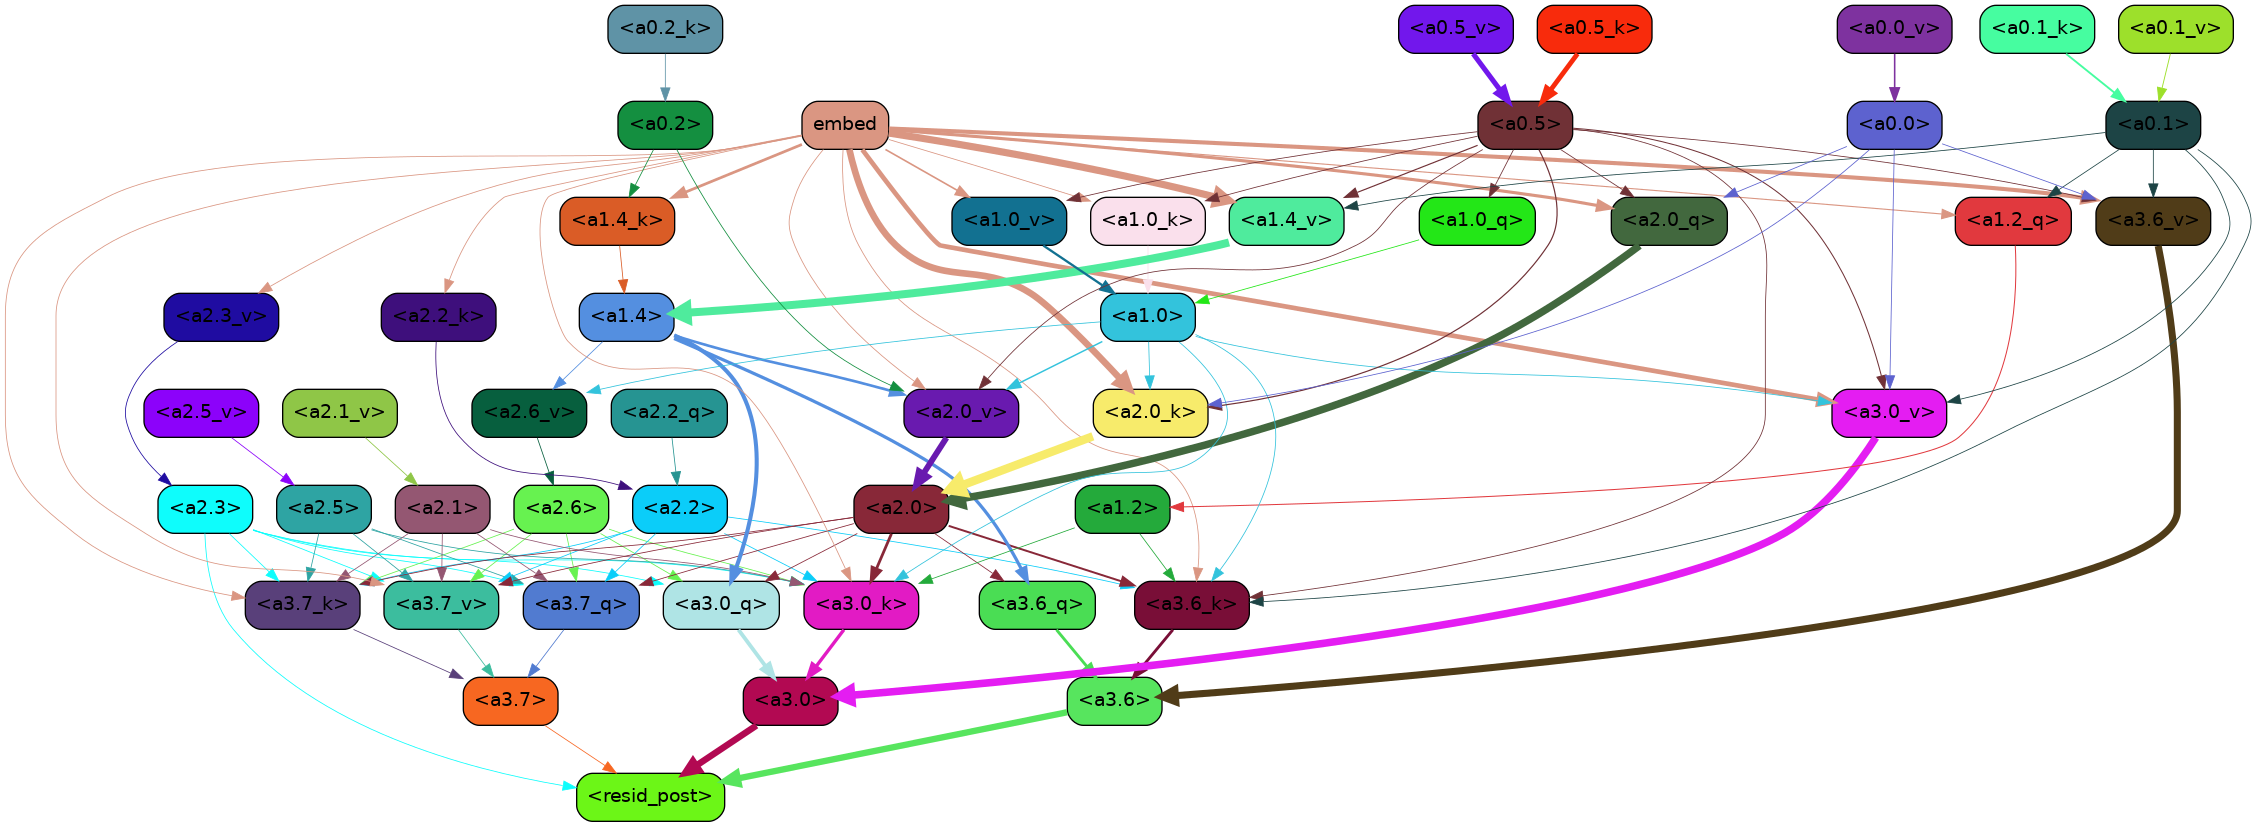 <a0.2_k>
<a0.5_v>
<a0.5_k>
<a0.0_v>
<a0.1_k>
<a0.1_v>
<a0.2>
embed
<a0.5>
<a0.0>
<a0.1>
<a1.4_k>
<a1.0_v>
<a1.0_k>
<a1.4_v>
<a1.0_q>
<a2.0_q>
<a1.2_q>
<a3.6_v>
<a2.3_v>
<a2.2_k>
<a1.4>
<a1.0>
<a2.5_v>
<a2.1_v>
<a2.6_v>
<a2.2_q>
<a2.0_v>
<a2.0_k>
<a3.0_v>
<a2.3>
<a2.5>
<a2.1>
<a2.6>
<a2.2>
<a2.0>
<a1.2>
<a3.7_k>
<a3.7_v>
<a3.7_q>
<a3.0_q>
<a3.0_k>
<a3.6_q>
<a3.6_k>
<a3.7>
<a3.0>
<a3.6>
<resid_post>